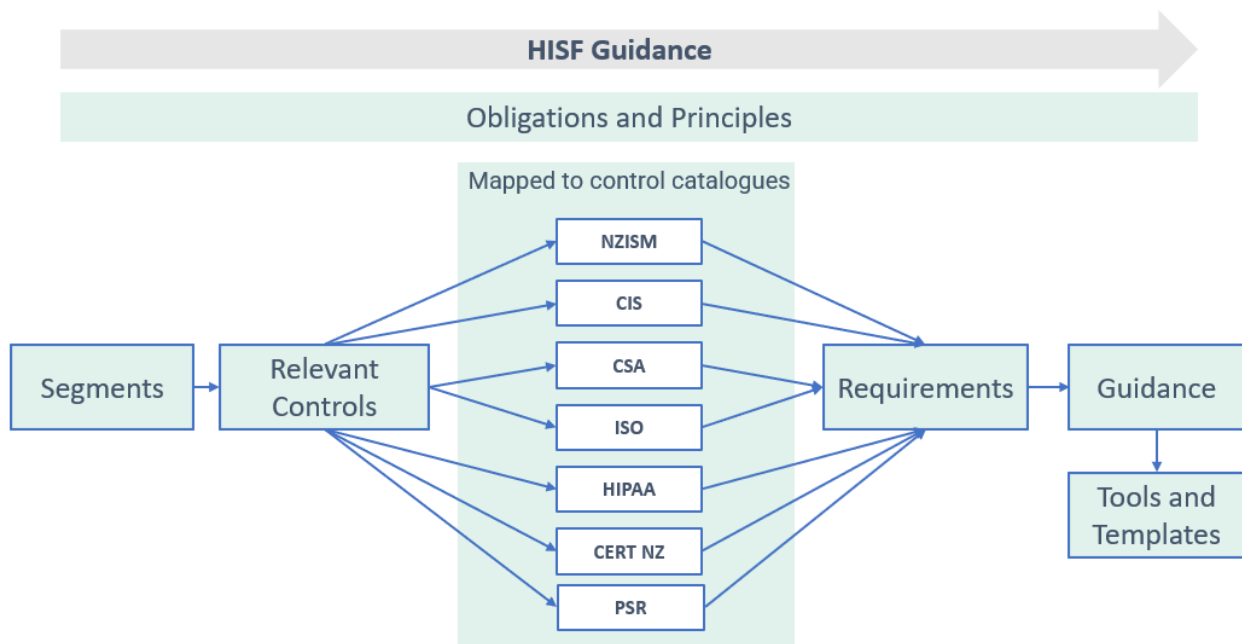 HISF Guidance
Obligations and Principles
Mapped to control catalogues
NZISM
CIS
CSA
ISO
HIPAA
CERT NZ
PSR
Segments
Relevant
Controls
Requirements
Guidance
Tools and
Templates